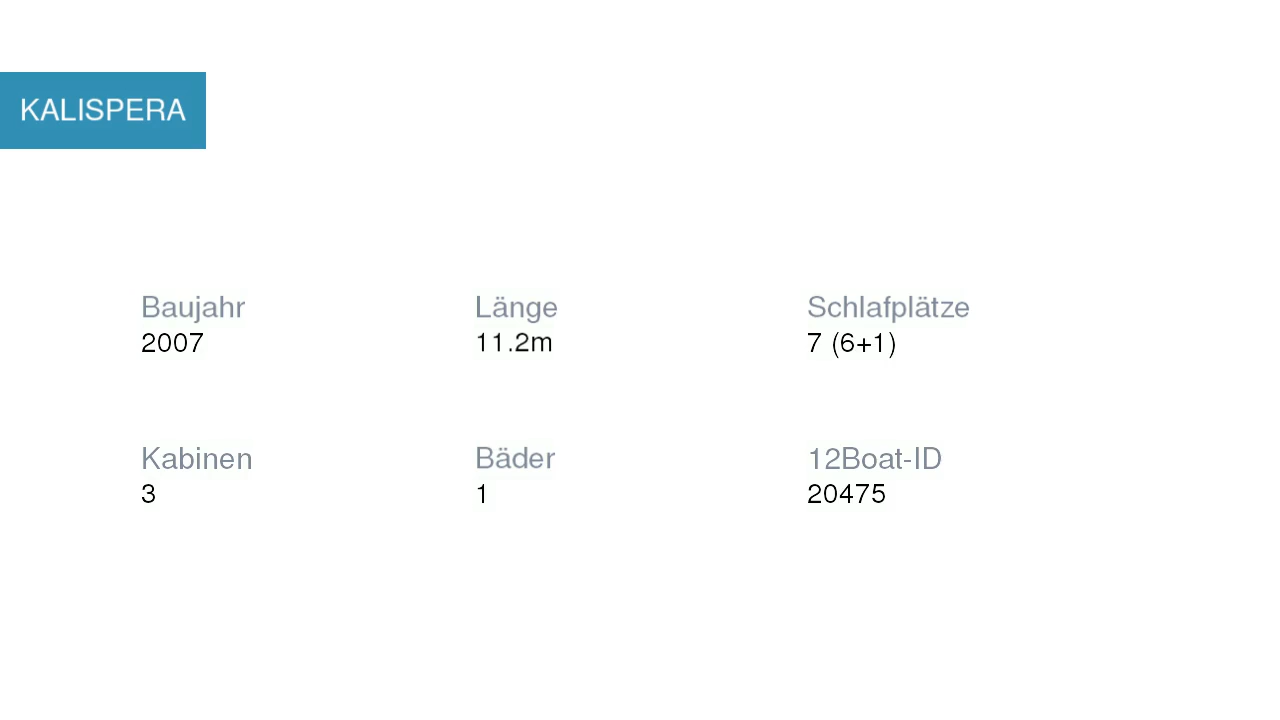 KALISPERA
Baujahr
2007
Länge
11.2m
Schlafplätze
7 (6+1)
Kabinen
3
Bäder
1
12Boat-ID
20475